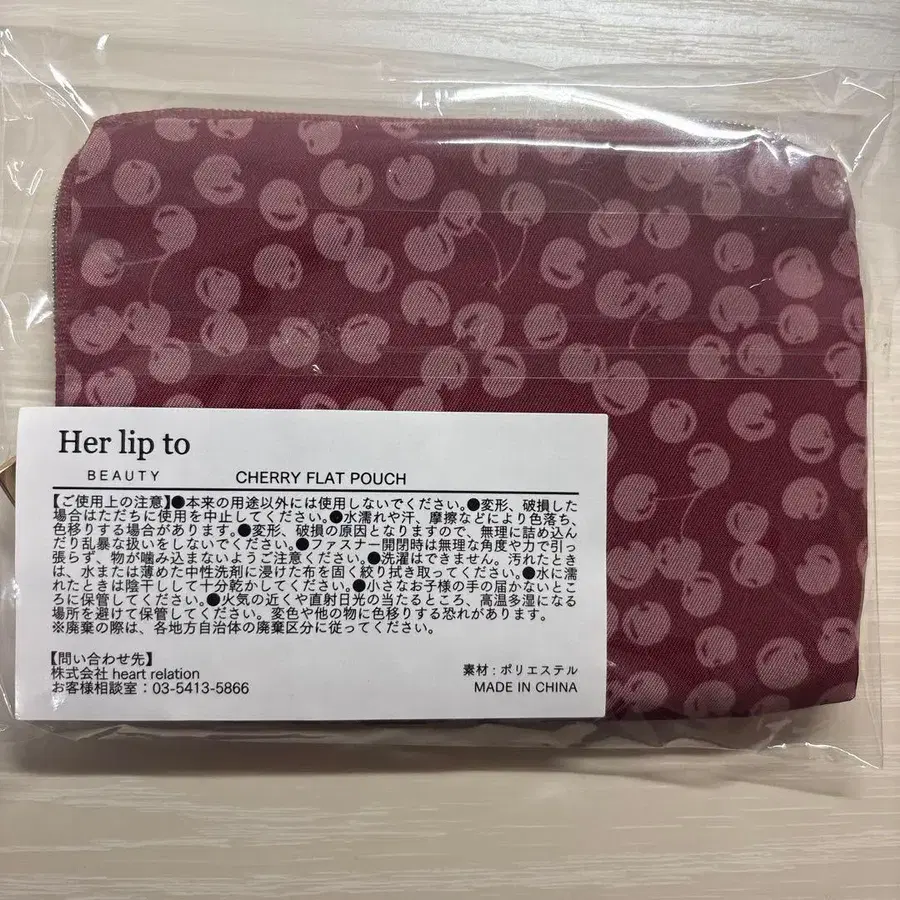 Her lip to
BEAUTY
CHERRY FLAT POUCH
【ご使用上の注意】●本来の用途以外には使用しないでください。●変形、破損した
場合はただちに使用を中止してください。●水濡れや汗、摩擦などにより色落ち、
色移りする場合があります。●変形、破損の原因となりますので、無理に詰め込ん
だり乱暴な扱いをしないでください。●ファスナー開閉時は無理な角度や力で引っ
張らず、物が噛み込まないようご注意ください。●洗濯はできません。汚れたとき
は、水または薄めた中性洗剤に浸けた布を固く絞り拭き取ってください。●水に濡
れたときは陰干しして十分乾かしてください。●小さなお子様の手の届かないとこ
ろに保管してください。●火気の近くや直射日光の当たるところ、高温多湿になる
場所を避けて保管してください。変色や他の物に色移りする恐れがあります。
※廃棄の際は、各地方自治体の廃棄区分に従ってください。
【問い合わせ先】
株式会社 heart relation
お客様相談室：03-5413-5866
素材：ポリエステル
MADE IN CHINA